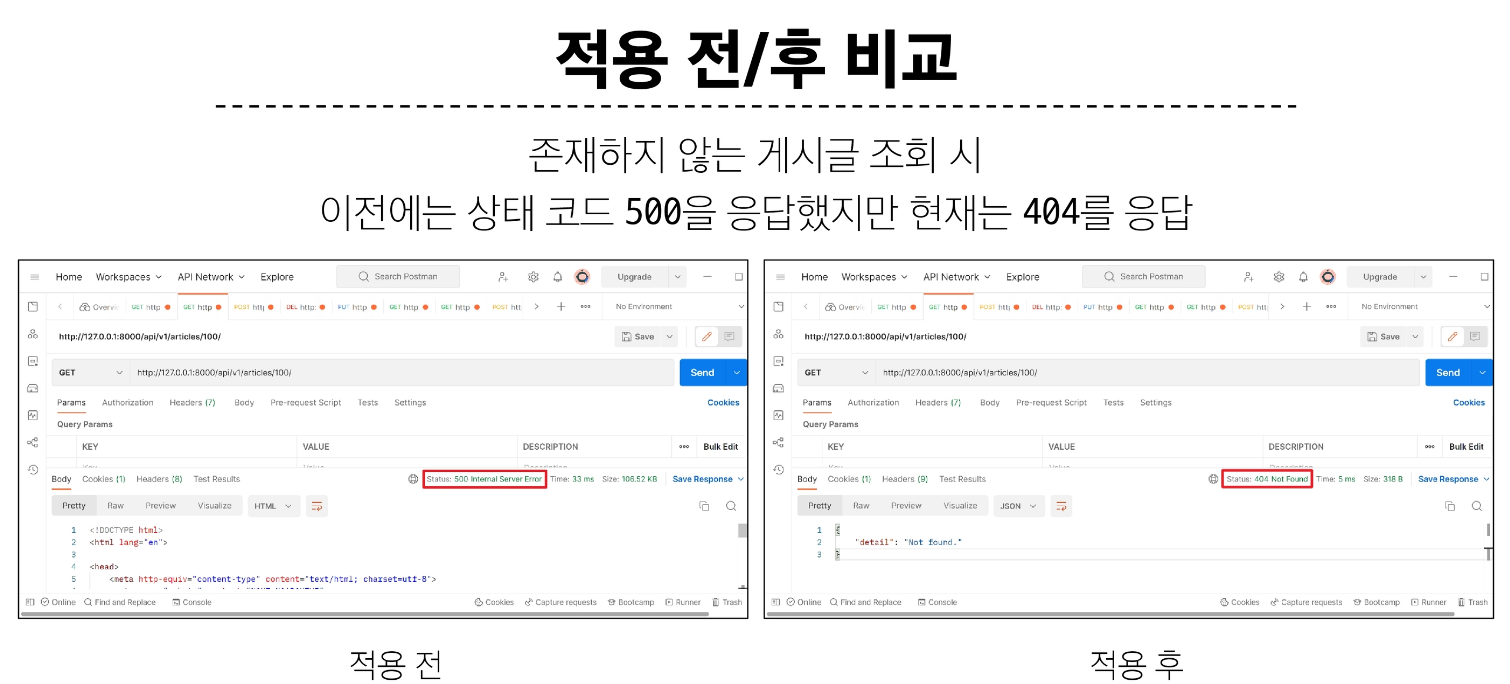 적용 전/후 비교
존재하지 않는 게시글 조회 시
이전에는 상태 코드 500을 응답했지만 현재는 404를 응답
Home Workspaces API Network Explore Search Postman Upgrade
Overvi GET http GET http POST htt DEL http: PUT http GET http GET http POST htt No Environment
http://127.0.0.1:8000/api/v1/articles/100/ Save
GET http://127.0.0.1:8000/api/v1/articles/100/ Send
Params Authorization Headers (7) Body Pre-request Script Tests Settings Cookies
Query Params
KEY VALUE DESCRIPTION Bulk Edit
Body Cookies (1) Headers (8) Test Results Status: 500 Internal Server Error Time: 33 ms Size: 106.52 KB Save Response
Pretty Raw Preview Visualize HTML
1 <!DOCTYPE html>
2 <html lang="en">
3
4 <head>
5 <meta http-equiv="content-type" content="text/html; charset=utf-8">
Online Find and Replace Console Cookies Capture requests Bootcamp Runner Trash
적용 전
Home Workspaces API Network Explore Search Postman Upgrade
Overvi GET http GET http POST htt DEL http: PUT http GET http GET http POST htt No Environment
http://127.0.0.1:8000/api/v1/articles/100/ Save
GET http://127.0.0.1:8000/api/v1/articles/100/ Send
Params Authorization Headers (7) Body Pre-request Script Tests Settings Cookies
Query Params
KEY VALUE DESCRIPTION Bulk Edit
Body Cookies (1) Headers (9) Test Results Status: 404 Not Found Time: 5 ms Size: 318 B Save Response
Pretty Raw Preview Visualize JSON
1 {
2 "detail": "Not found."
3 }
Online Find and Replace Console Cookies Capture requests Bootcamp Runner Trash
적용 후